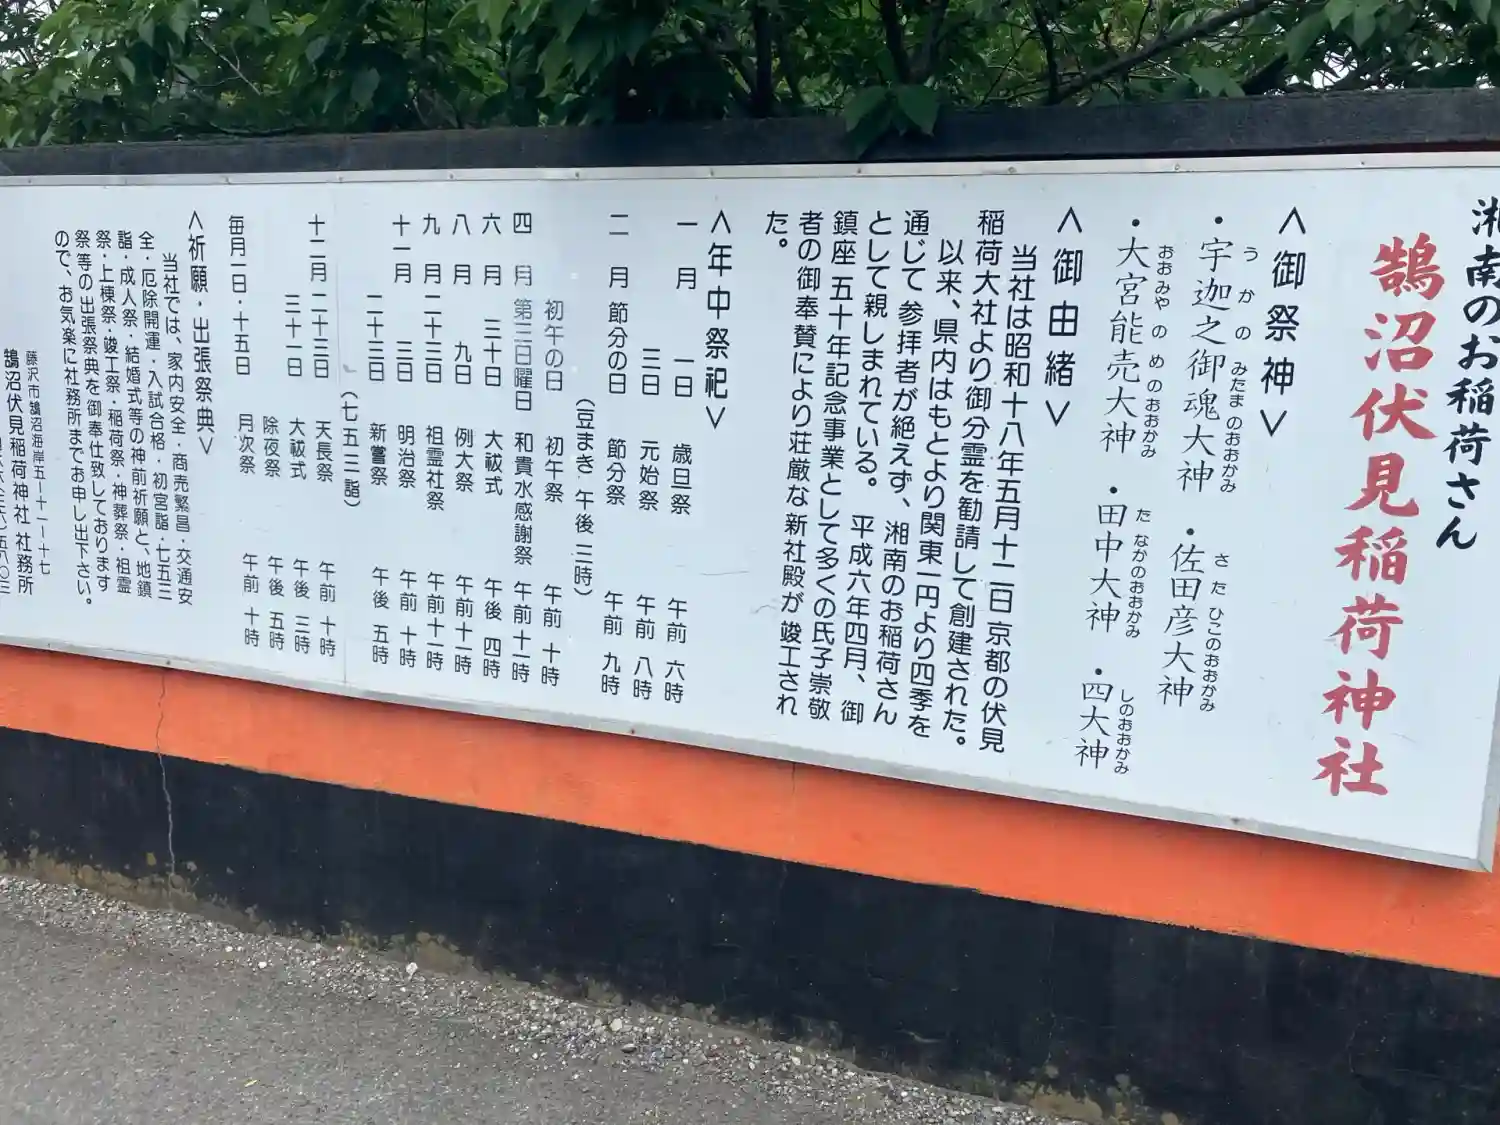 湘南のお稲荷さん
鵠沼伏見稲荷神社
<御祭神>
・宇迦之御魂大神 ・佐田彦大神
うかのみたまのおおかみ さたひこのおおかみ
・大宮能売大神 ・田中大神 ・四大神
おおみやのめのおおかみ たなかのおおかみ しのおおかみ
<御由緒>
当社は昭和十八年五月十二日京都の伏見
稲荷大社より御分霊を勧請して創建された。
以来、県内はもとより関東一円より四季を
通じて参拝者が絶えず、湘南のお稲荷さん
として親しまれている。平成六年四月、御
鎮座五十年記念事業として多くの氏子崇敬
者の御奉賛により荘厳な新社殿が竣工され
た。
<年中祭祀>
一月 一日 歳旦祭 午前 六時
三日 元始祭 午前 八時
二月 節分の日 節分祭 午前 九時
(豆まき 午後 三時)
初午の日 初午祭 午前 十時
四月 第三日曜日 和貴水感謝祭 午前十一時
六月 三十日 大祓式 午後 四時
八月 九日 例大祭 午前十一時
九月 二十三日 祖霊社祭 午前十一時
十一月 三日 明治祭 午前 十時
二十三日 新嘗祭 午後 五時
(七五三詣)
十二月 二十三日 天長祭 午前 十時
三十一日 大祓式 午後 三時
除夜祭 午後 五時
毎月一日・十五日 月次祭 午前 十時
<祈願・出張祭典>
当社では、家内安全・商売繁昌・交通安
全・厄除開運・入試合格・初宮詣・七五三
詣・成人祭・結婚式等の神前祈願と、地鎮
祭・上棟祭・竣工祭・稲荷祭・神葬祭・祖霊
祭等の出張祭典を御奉仕致しております
ので、お気楽に社務所までお申し出下さい。
藤沢市鵠沼海岸五ー十一ー十七
鵠沼伏見稲荷神社 社務所